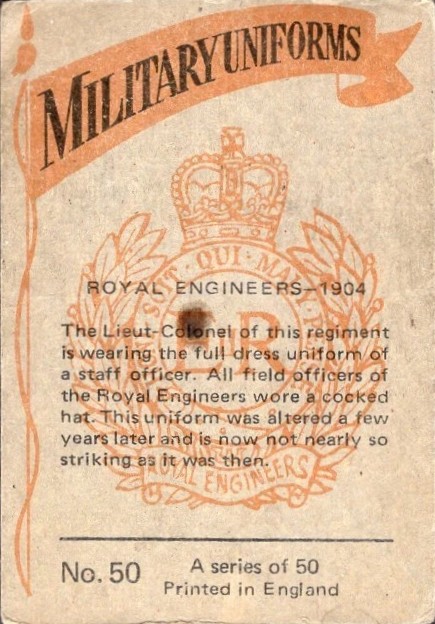 MILITARY UNIFORMS
ROYAL ENGINEERS—1904
The Lieut-Colonel of this regiment
is wearing the full dress uniform of
a staff officer. All field officers of
the Royal Engineers wore a cocked
hat. This uniform was altered a few
years later and is now not nearly so
striking as it was then.
ROYAL ENGINEERS
No. 50
A series of 50
Printed in England